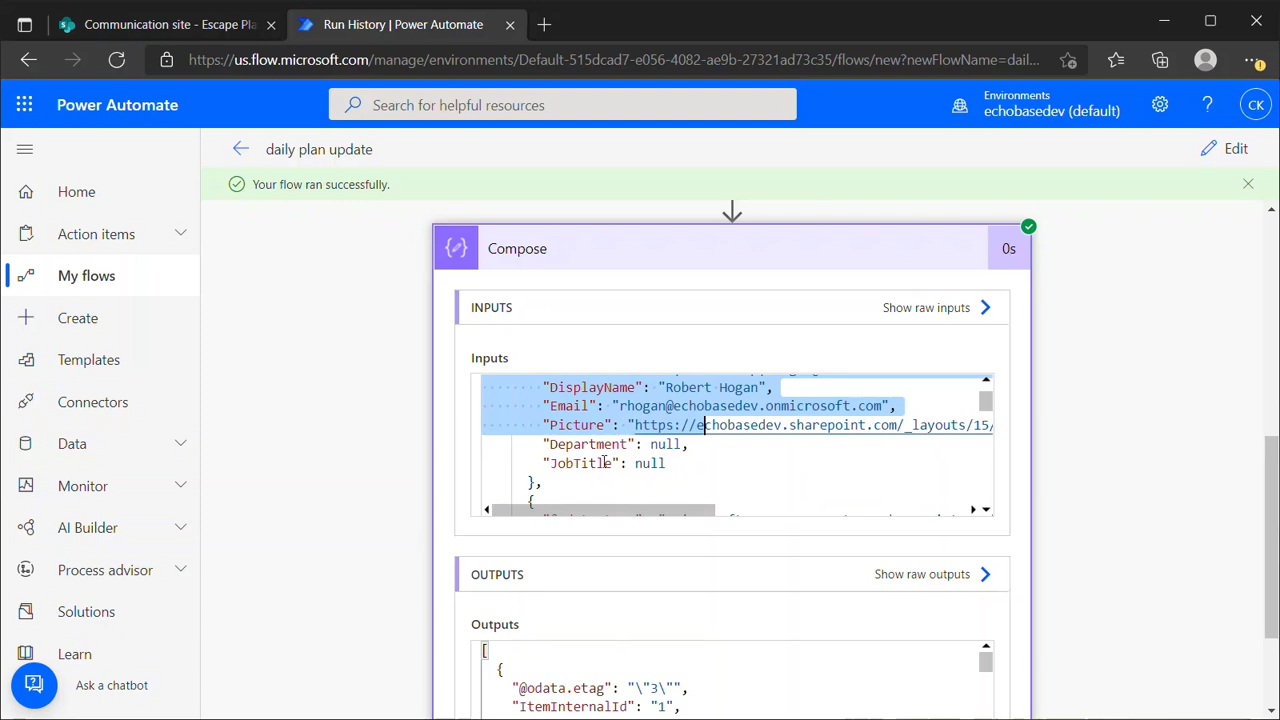 Communication site - Escape Pla
Run History | Power Automate
https://us.flow.microsoft.com/manage/environments/Default-515dcad7-e056-4082-ae9b-27321ad73c35/flows/new?newFlowName=dail...
Power Automate
Search for helpful resources
Environments
echobasedev (default)
CK
daily plan update
Edit
Your flow ran successfully.
Home
Action items
My flows
Create
Templates
Connectors
Data
Monitor
AI Builder
Process advisor
Solutions
Learn
Ask a chatbot
Compose
0s
INPUTS
Show raw inputs
Inputs
"DisplayName": "Robert Hogan",
"Email": "rhogan@echobasedev.onmicrosoft.com",
"Picture": "https://echobasedev.sharepoint.com/_layouts/15/
"Department": null,
"JobTitle": null
},
{
OUTPUTS
Show raw outputs
Outputs
[
{
"@odata.etag": "\"3\"",
"ItemInternalId": "1",